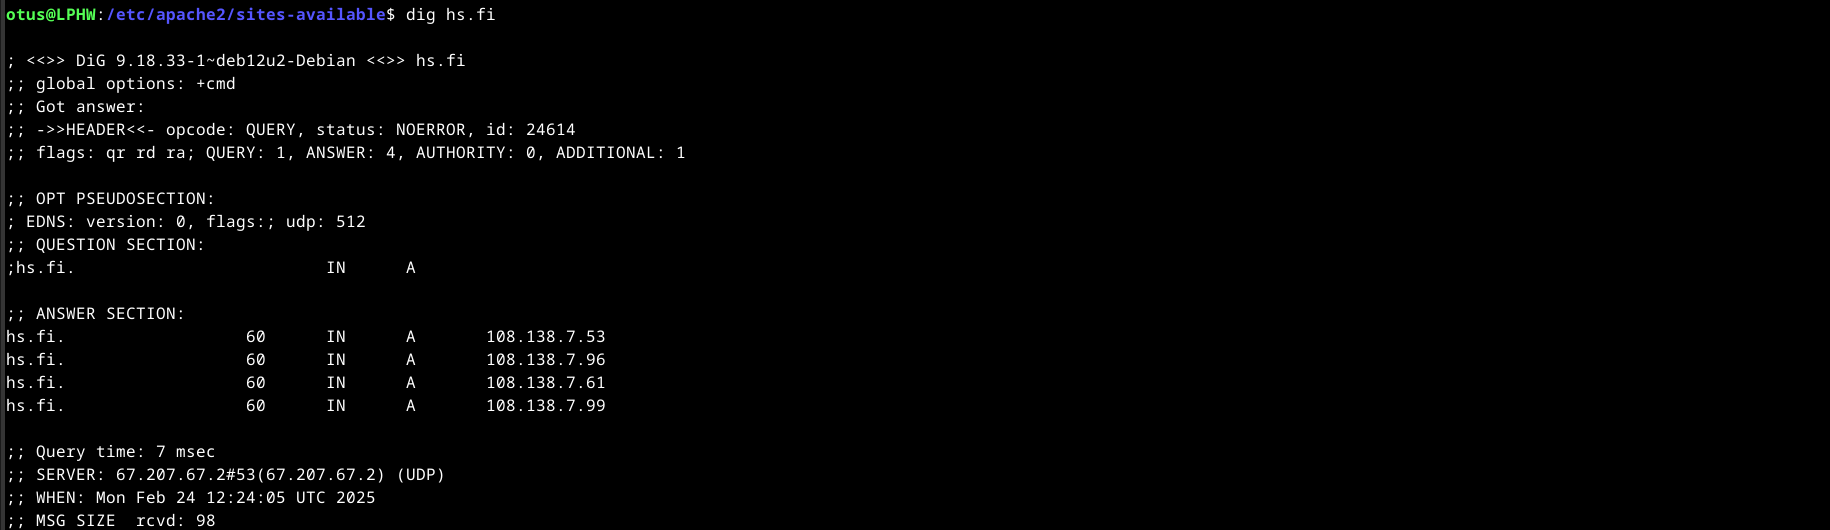 otus@LPHW:/etc/apache2/sites-available$ dig hs.fi

; <<>> DiG 9.18.33-1~deb12u2-Debian <<>> hs.fi
;; global options: +cmd
;; Got answer:
;; ->>HEADER<<- opcode: QUERY, status: NOERROR, id: 24614
;; flags: qr rd ra; QUERY: 1, ANSWER: 4, AUTHORITY: 0, ADDITIONAL: 1

;; OPT PSEUDOSECTION:
; EDNS: version: 0, flags:; udp: 512
;; QUESTION SECTION:
;hs.fi.                         IN      A

;; ANSWER SECTION:
hs.fi.                  60      IN      A       108.138.7.53
hs.fi.                  60      IN      A       108.138.7.96
hs.fi.                  60      IN      A       108.138.7.61
hs.fi.                  60      IN      A       108.138.7.99

;; Query time: 7 msec
;; SERVER: 67.207.67.2#53(67.207.67.2) (UDP)
;; WHEN: Mon Feb 24 12:24:05 UTC 2025
;; MSG SIZE  rcvd: 98